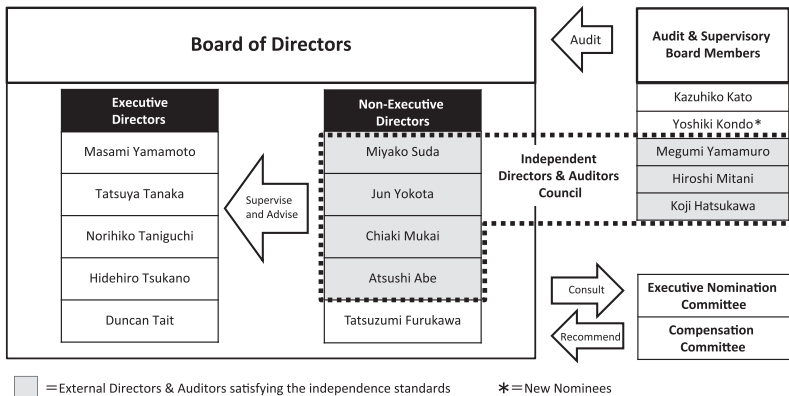 Board of Directors
Audit
Audit & Supervisory
Board Members
Kazuhiko Kato
Yoshiki Kondo*
Megumi Yamamuro
Hiroshi Mitani
Koji Hatsukawa
Executive
Directors
Masami Yamamoto
Tatsuya Tanaka
Norihiko Taniguchi
Hidehiro Tsukano
Duncan Tait
Supervise
and Advise
Non-Executive
Directors
Miyako Suda
Jun Yokota
Chiaki Mukai
Atsushi Abe
Tatsuzumi Furukawa
Independent
Directors & Auditors
Council
Consult
Recommend
Executive Nomination
Committee
Compensation
Committee
=External Directors & Auditors satisfying the independence standards
*=New Nominees